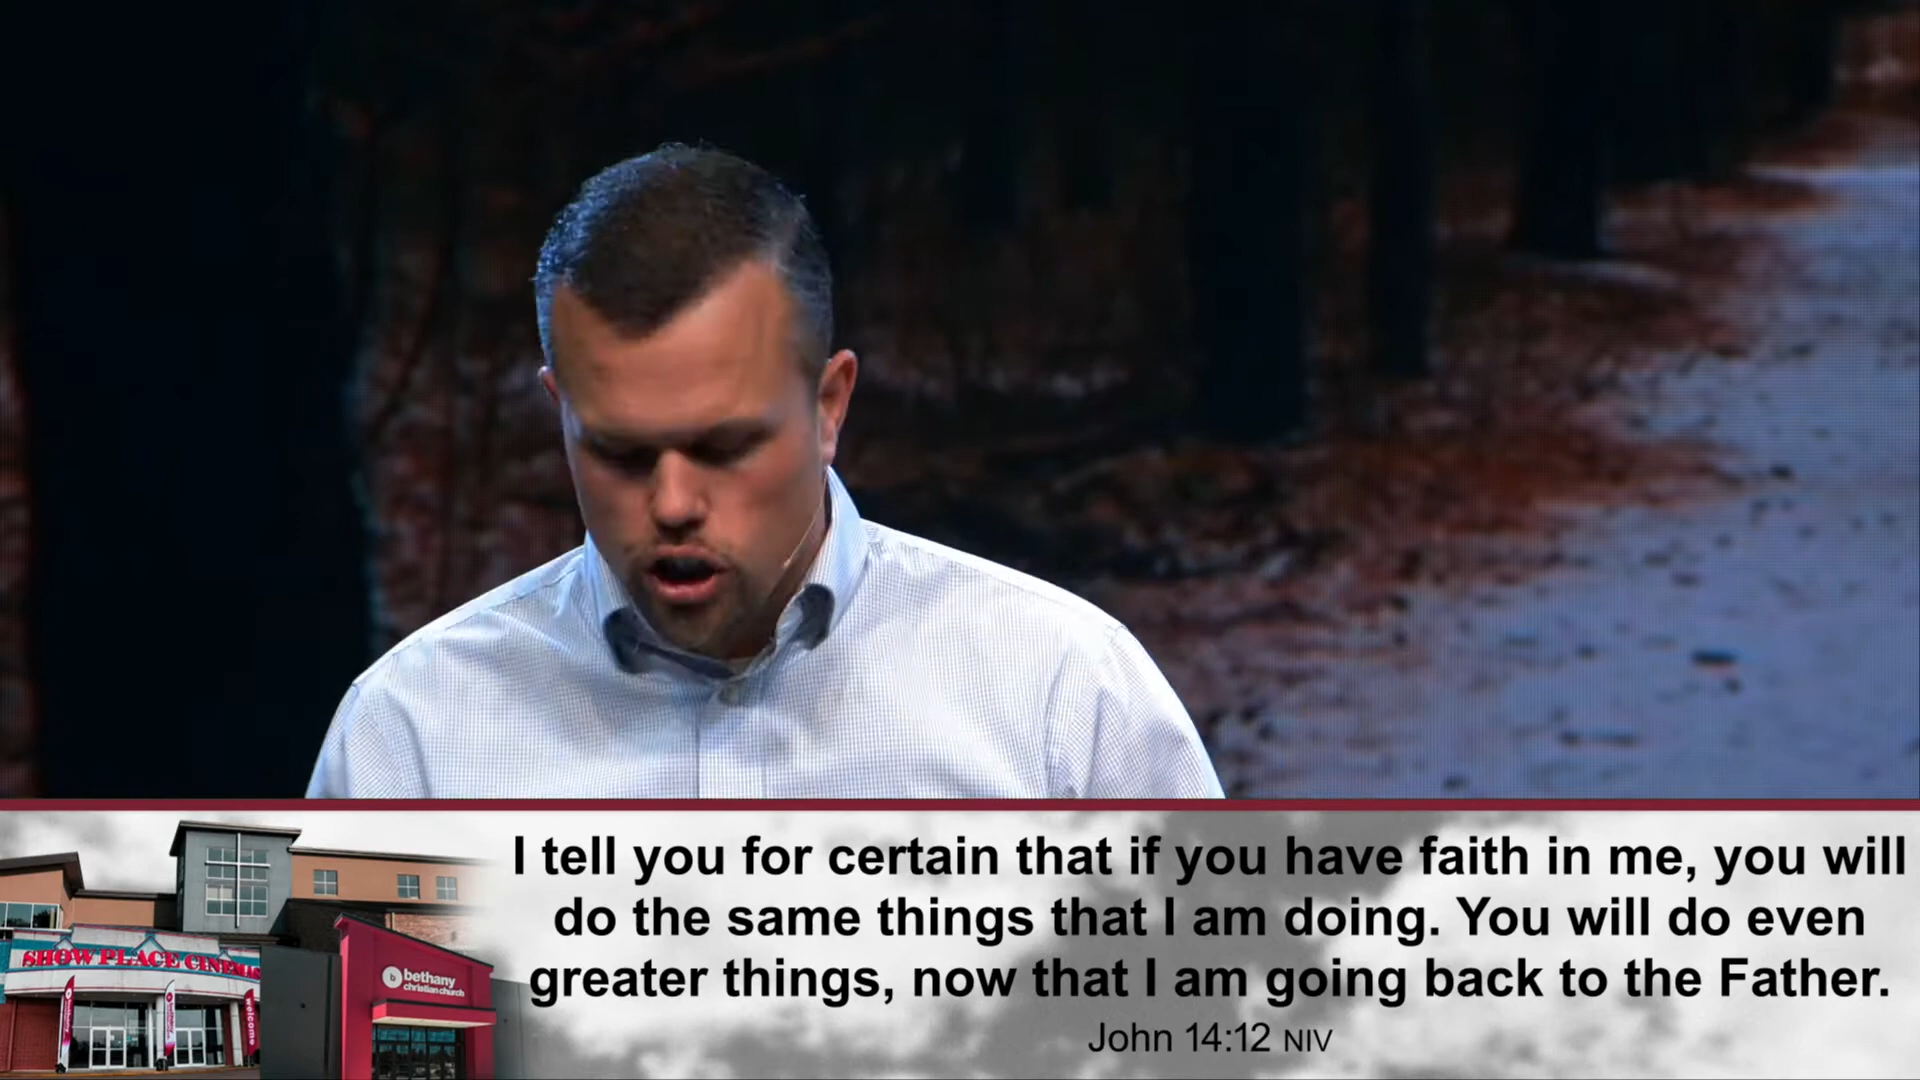 I tell you for certain that if you have faith in me, you will
do the same things that I am doing. You will do even
greater things, now that I am going back to the Father.
John 14:12 NIV
SHOW PLACE CINEMAS
b bethany
christian church
bethany
welcome